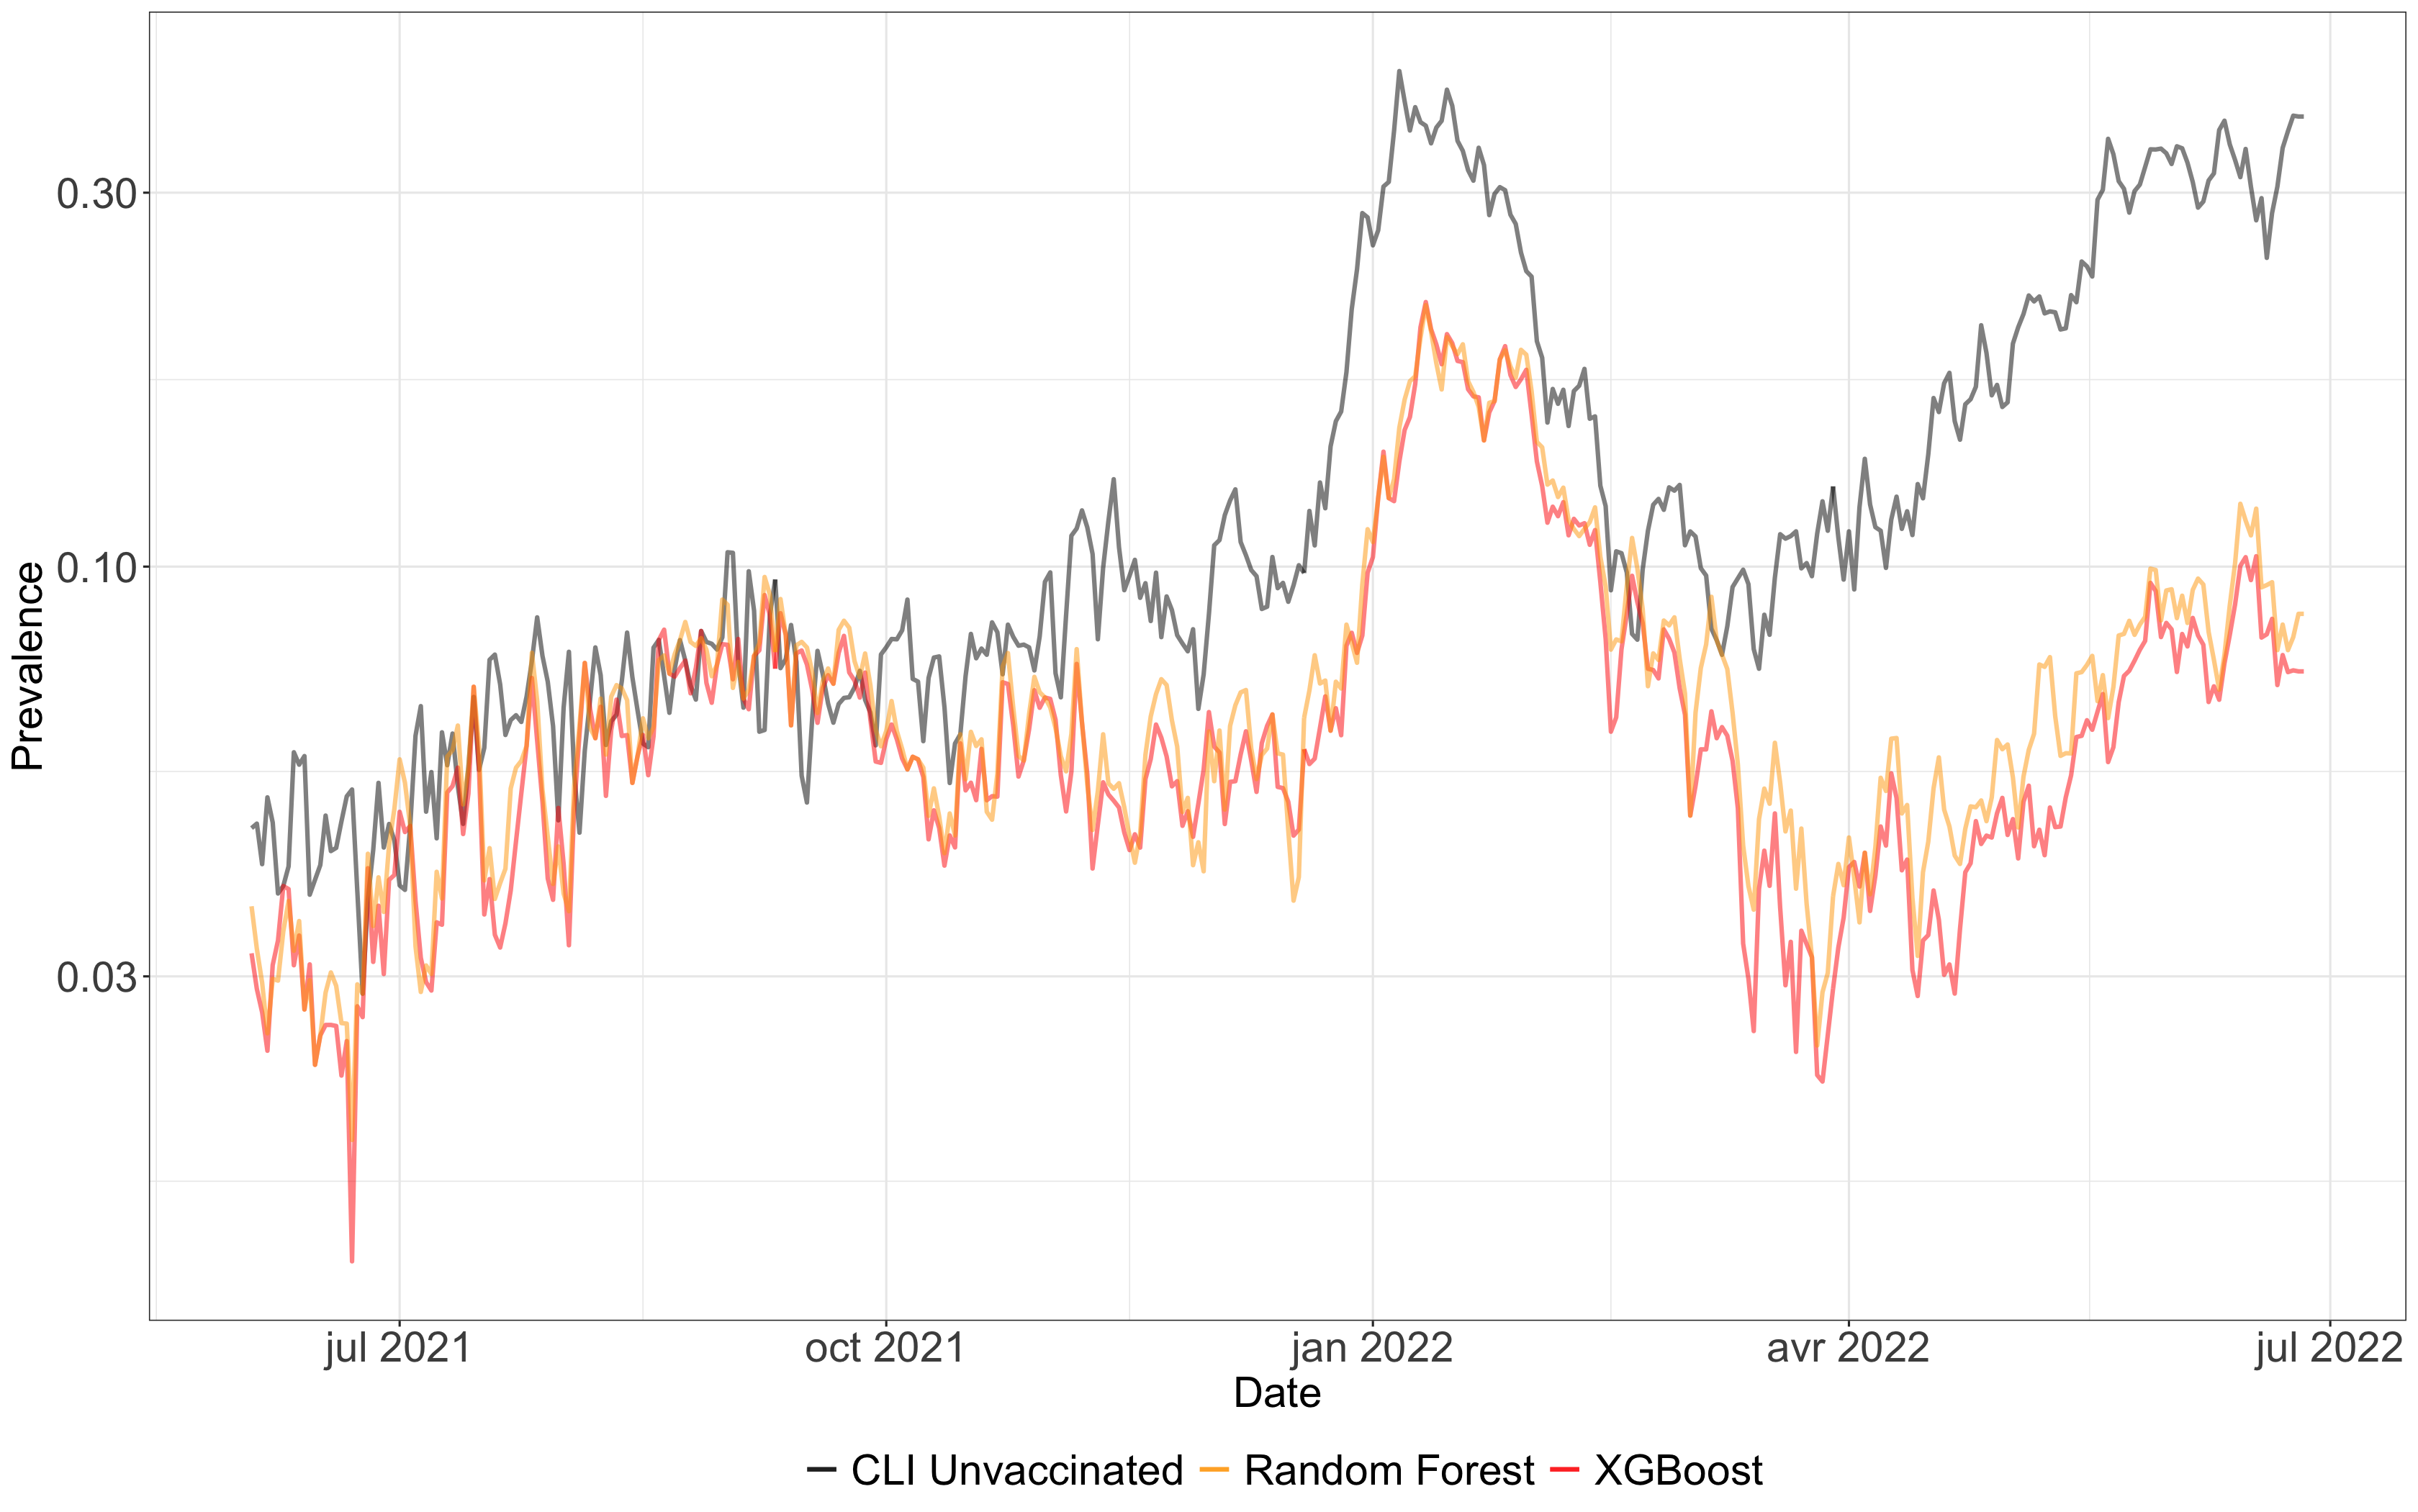 Prevalence
0.30
0.10
0.03
jul 2021
oct 2021
jan 2022
avr 2022
jul 2022
Date
CLI Unvaccinated
Random Forest
XGBoost